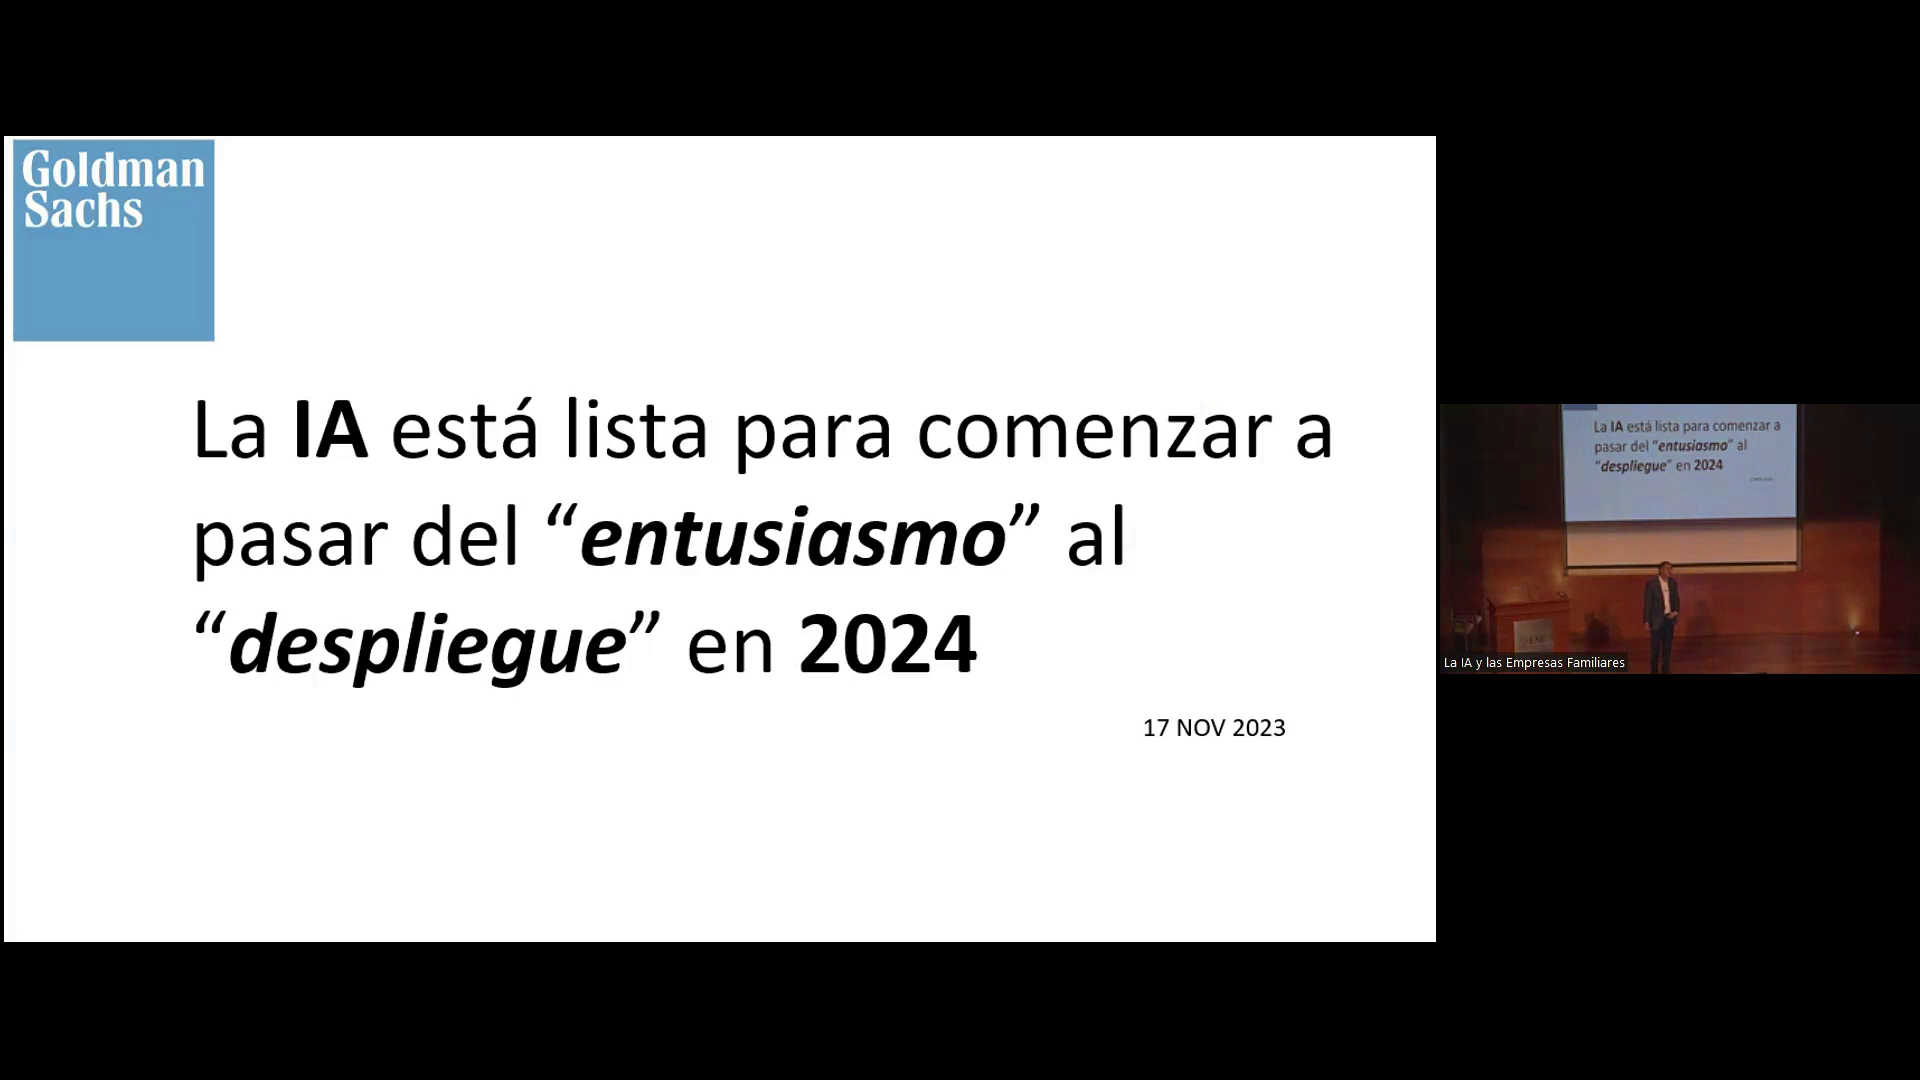 Goldman
Sachs
La IA está lista para comenzar a
pasar del “entusiasmo” al
“despliegue” en 2024
17 NOV 2023
La IA está lista para comenzar a
pasar del “entusiasmo” al
“despliegue” en 2024
La IA y las Empresas Familiares